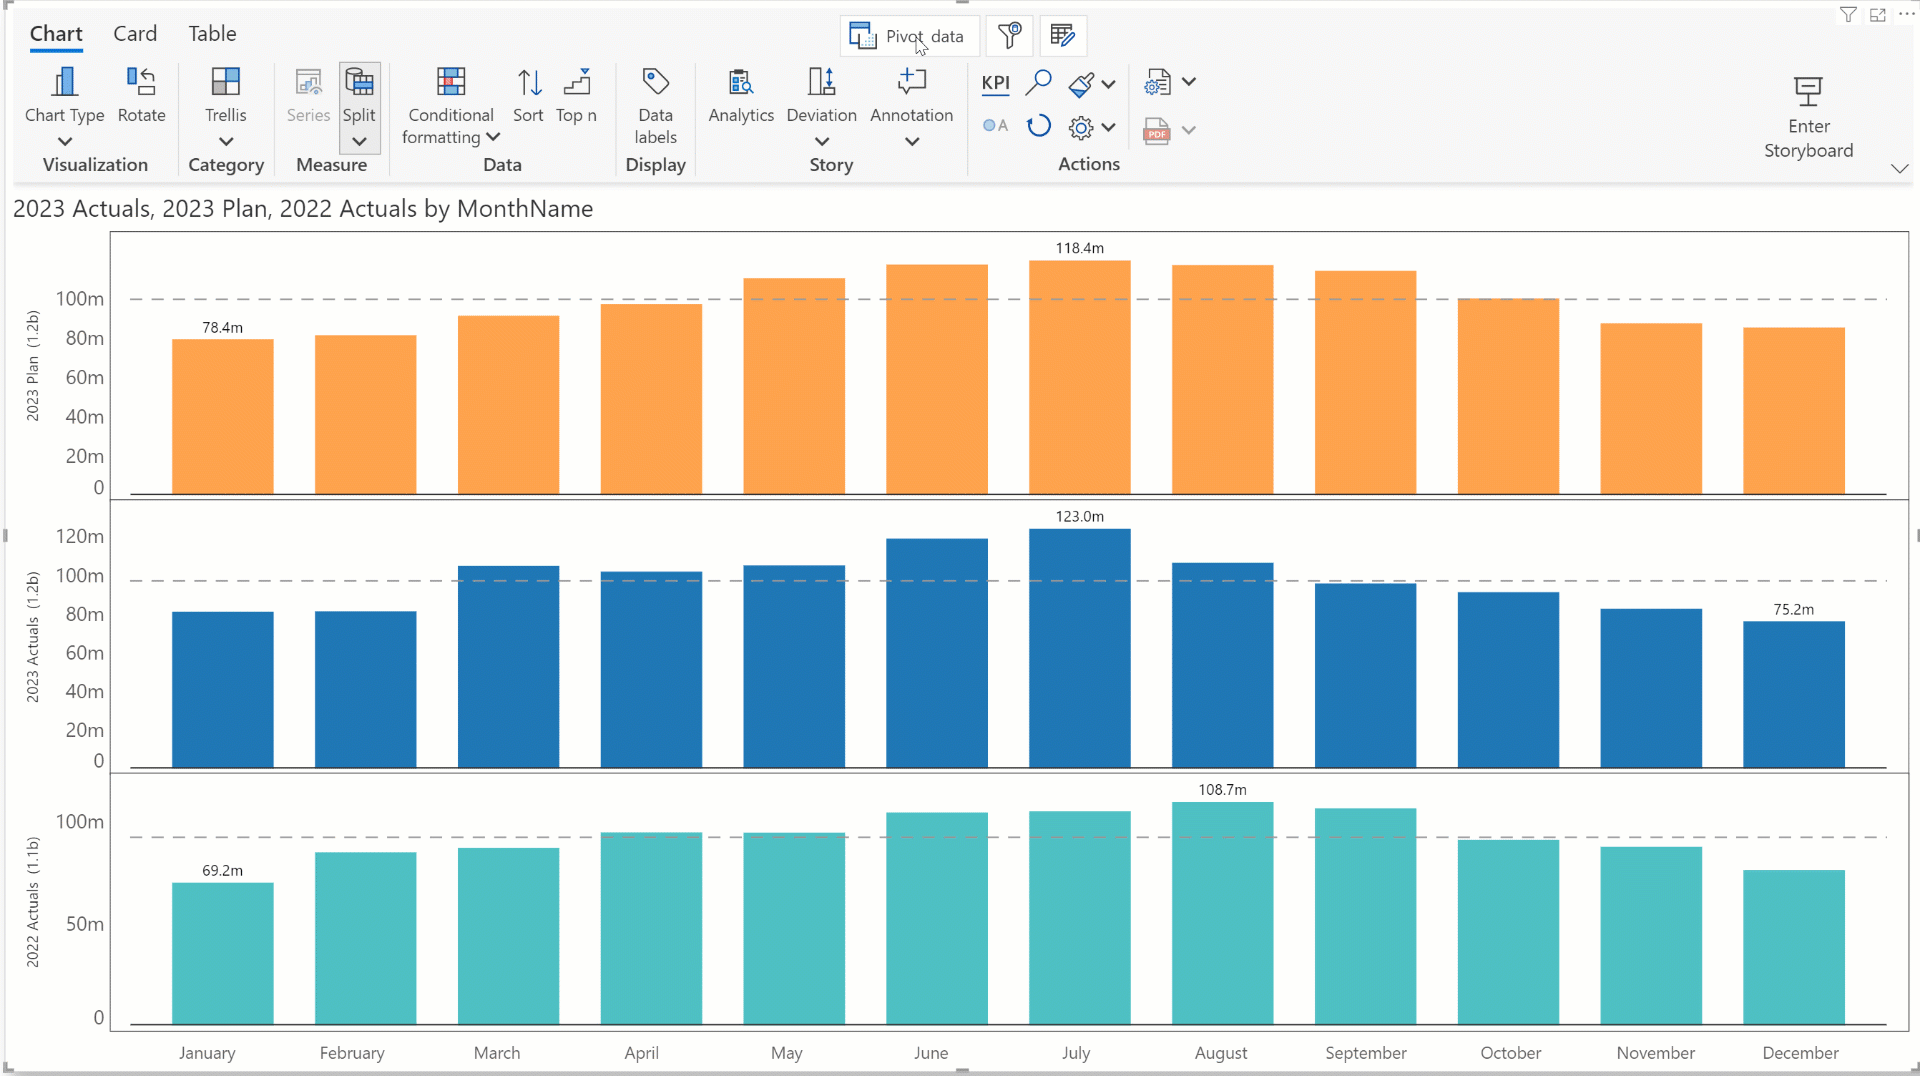 Chart Card Table
Pivot data
Chart Type
Rotate
Trellis
Series
Split
Conditional
formatting
Sort
Top n
Data
labels
Analytics
Deviation
Annotation
KPI
A
PDF
Enter
Storyboard
Visualization
Category
Measure
Data
Display
Story
Actions
2023 Actuals, 2023 Plan, 2022 Actuals by MonthName
2023 Plan (1.2b)
100m
80m
60m
40m
20m
0
78.4m
118.4m
2023 Actuals (1.2b)
120m
100m
80m
60m
40m
20m
0
123.0m
75.2m
2022 Actuals (1.1b)
100m
50m
0
69.2m
108.7m
January February March April May June July August September October November December